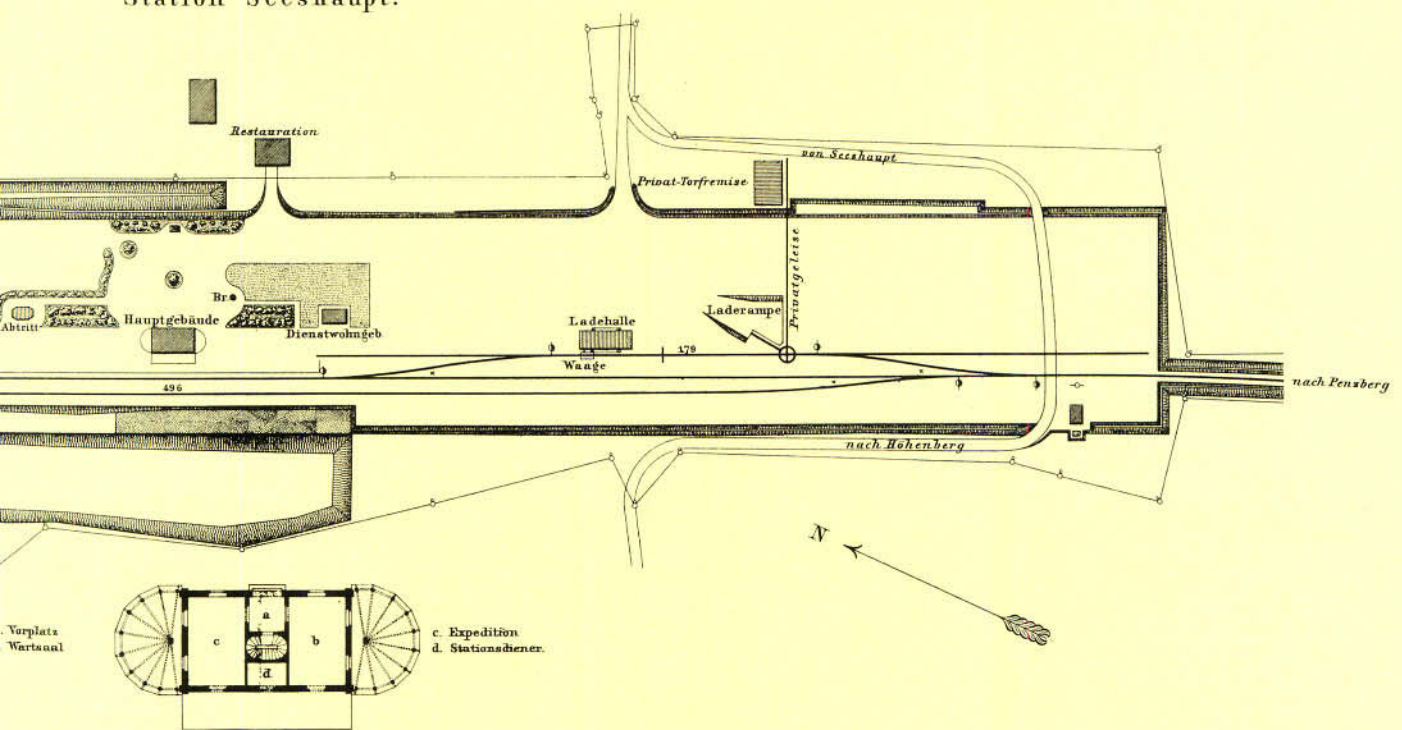 Station Seeshaupt.
Restauration
von Seeshaupt
Privat-Torfremise
Privatgeleise
Br.
Abtritt
Hauptgebäude
Dienstwohngeb
Ladehalle
Laderampe
Waage
179
496
nach Penzberg
nach Höhenberg
N
a
c
b
d
. Vorplatz
Wartsaal
c. Expedition
d. Stationsdiener.